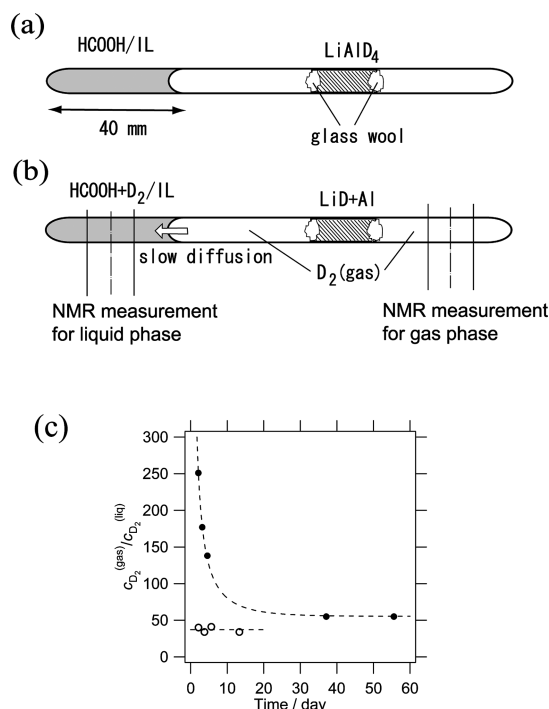 (a)
HCOOH/IL
LiAlD4
40 mm
glass wool
(b)
HCOOH+D2/IL
LiD+Al
slow diffusion
D2(gas)
NMR measurement
for liquid phase
NMR measurement
for gas phase
(c)
cD2(gas)/cD2(liq)
300
250
200
150
100
50
0
0 10 20 30 40 50 60
Time / day